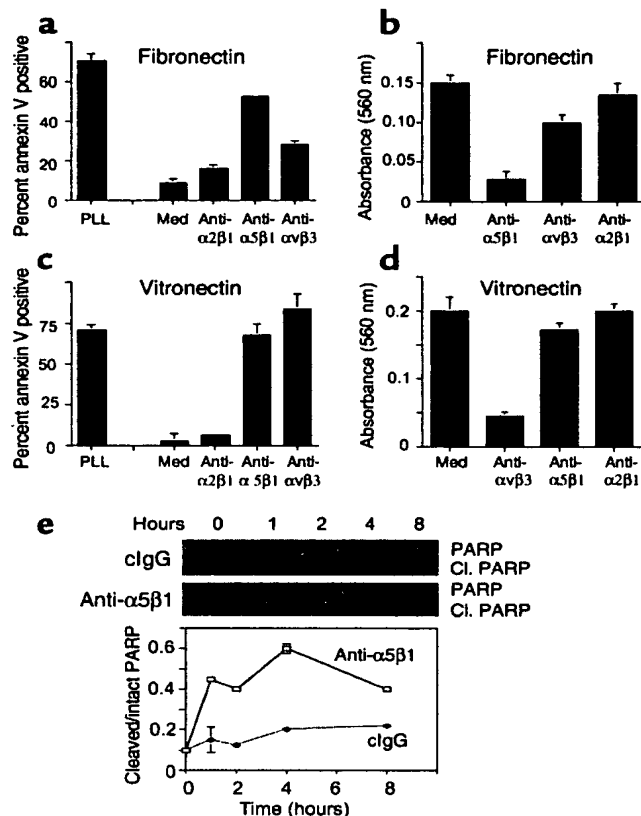 a
Fibronectin
Percent annexin V positive
60
40
20
0
PLL
Med
Anti-α2β1
Anti-α5β1
Anti-αvβ3
b
Fibronectin
Absorbance (560 nm)
0.15
0.10
0.05
0
Med
Anti-α5β1
Anti-αvβ3
Anti-α2β1
c
Vitronectin
Percent annexin V positive
75
50
25
0
PLL
Med
Anti-α2β1
Anti-α 5β1
Anti-αvβ3
d
Vitronectin
Absorbance (560 nm)
0.2
0.1
0
Med
Anti-αvβ3
Anti-α5β1
Anti-α2β1
e
Hours 0 1 2 4 8
cIgG
PARP
Cl. PARP
Anti-α5β1
PARP
Cl. PARP
Cleaved/intact PARP
0.6
0.4
0.2
0
Anti-α5β1
cIgG
0 2 4 6 8
Time (hours)